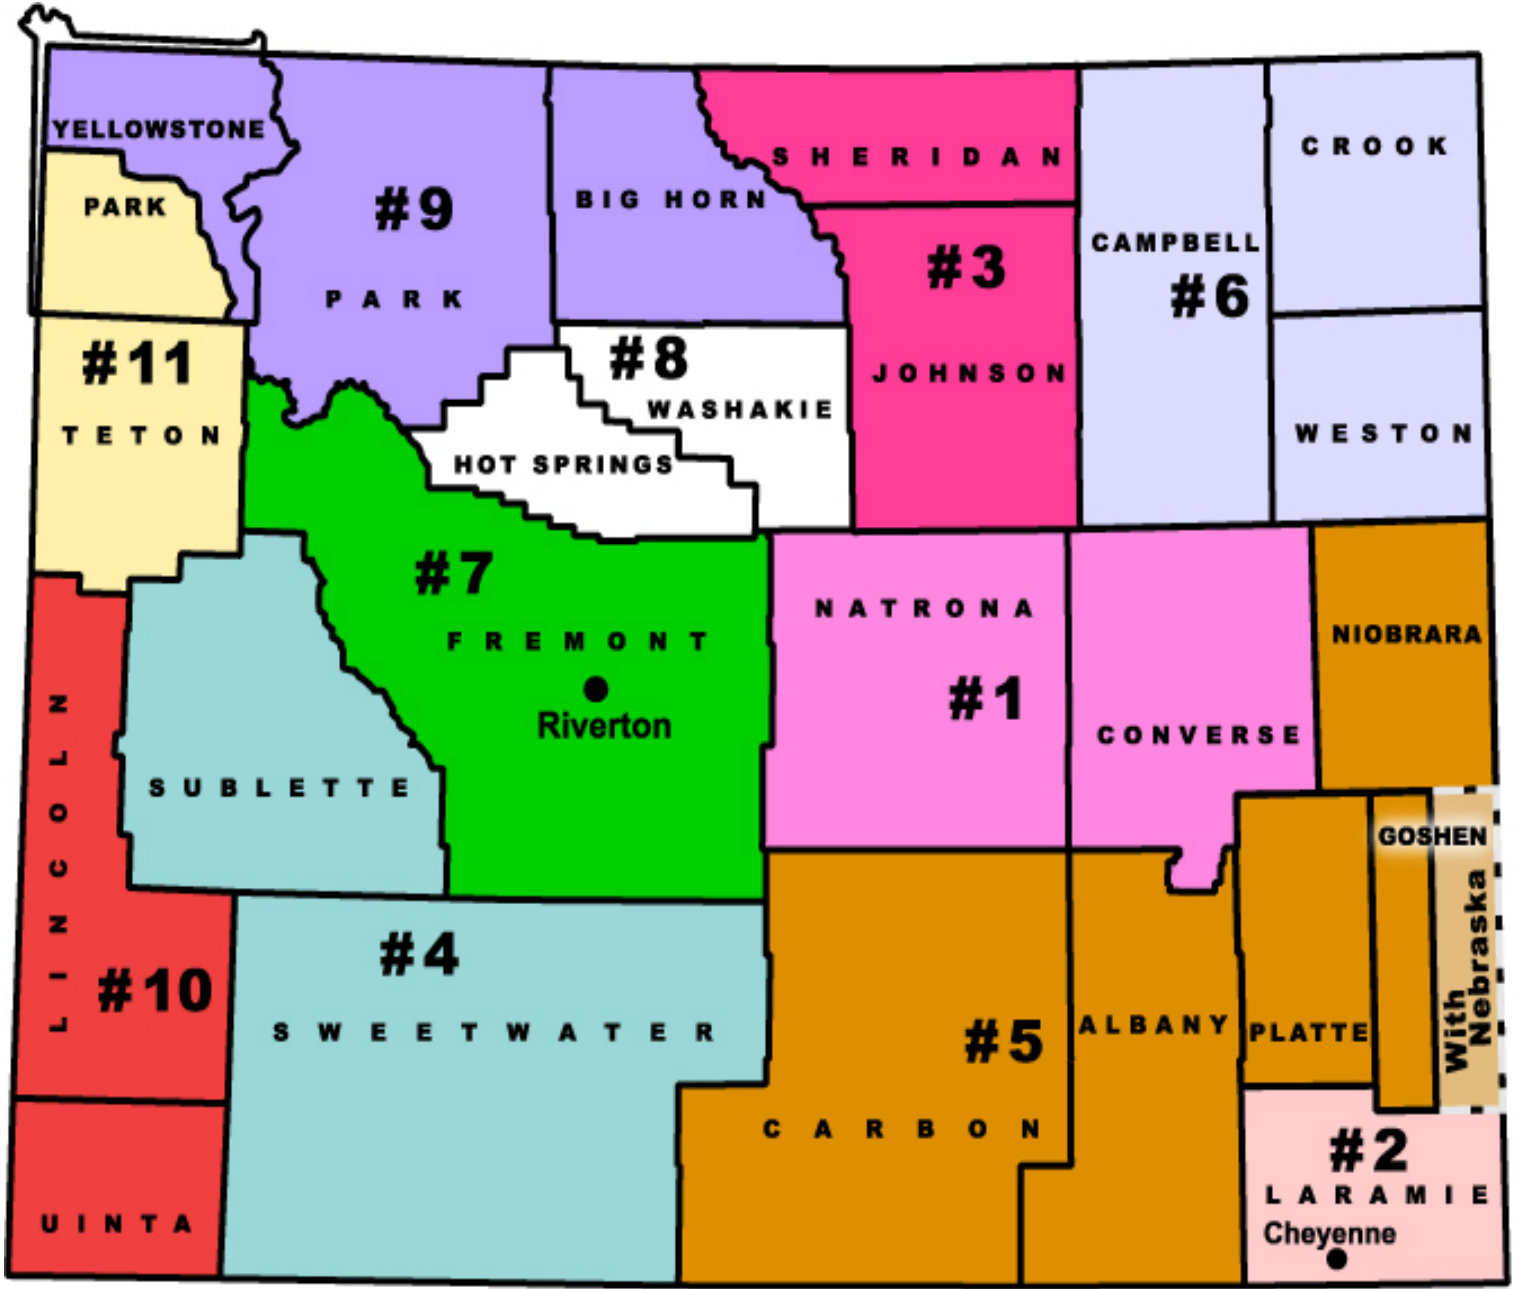 YELLOWSTONE
PARK
#9
PARK
BIG HORN
SHERIDAN
#3
JOHNSON
CAMPBELL
#6
CROOK
WESTON
#11
TETON
#8
WASHAKIE
HOT SPRINGS
#7
FREMONT
Riverton
NATRONA
#1
CONVERSE
NIOBRARA
LINCOLN
#10
SUBLETTE
#4
SWEETWATER
UINTA
#5
CARBON
ALBANY
PLATTE
GOSHEN
With
Nebraska
#2
LARAMIE
Cheyenne